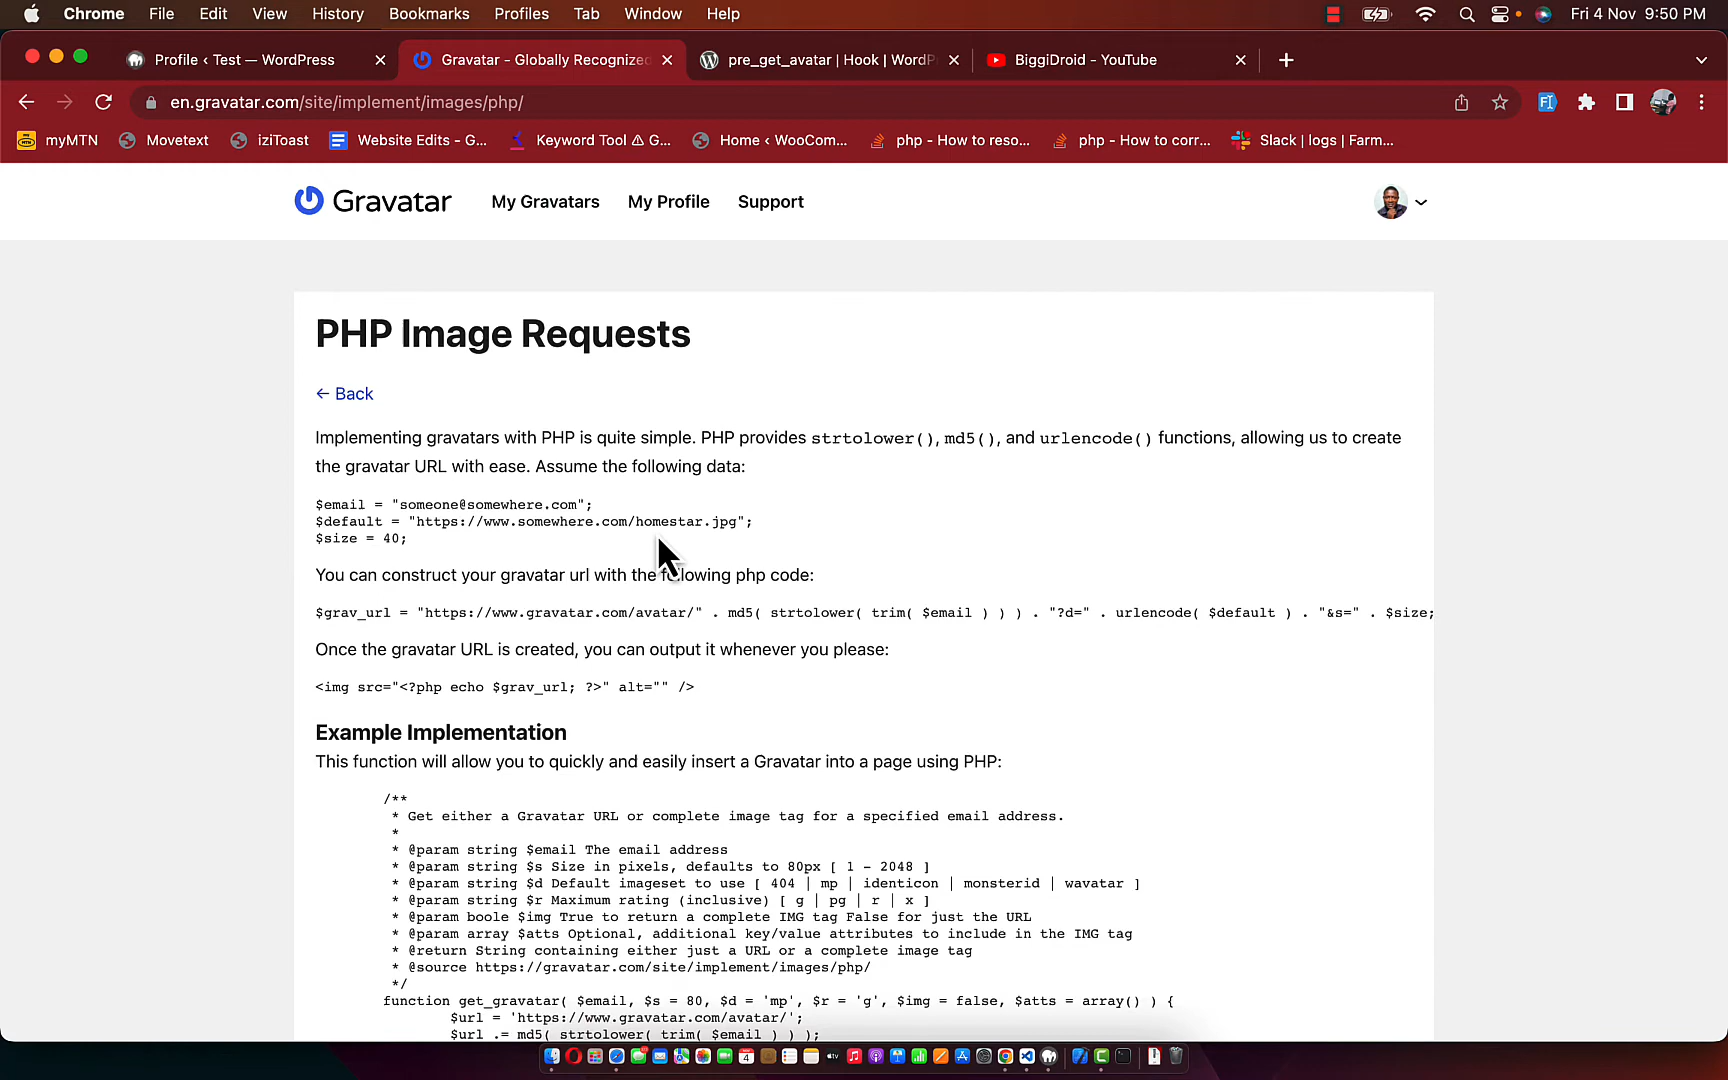 Chrome File Edit View History Bookmarks Profiles Tab Window Help Fri 4 Nov 9:50 PM
Profile ‹ Test — WordPress Gravatar - Globally Recognized pre_get_avatar | Hook | WordP BiggiDroid - YouTube
en.gravatar.com/site/implement/images/php/
myMTN Movetext iziToast Website Edits - G... Keyword Tool ⚠ G... Home ‹ WooCom... php - How to reso... php - How to corr... Slack | logs | Farm...
Gravatar My Gravatars My Profile Support
PHP Image Requests
← Back
Implementing gravatars with PHP is quite simple. PHP provides strtolower(), md5(), and urlencode() functions, allowing us to create
the gravatar URL with ease. Assume the following data:
$email = "someone@somewhere.com";
$default = "https://www.somewhere.com/homestar.jpg";
$size = 40;
You can construct your gravatar url with the following php code:
$grav_url = "https://www.gravatar.com/avatar/" . md5( strtolower( trim( $email ) ) ) . "?d=" . urlencode( $default ) . "&s=" . $size;
Once the gravatar URL is created, you can output it whenever you please:
<img src="<?php echo $grav_url; ?>" alt="" />
Example Implementation
This function will allow you to quickly and easily insert a Gravatar into a page using PHP:
/**
* Get either a Gravatar URL or complete image tag for a specified email address.
*
* @param string $email The email address
* @param string $s Size in pixels, defaults to 80px [ 1 - 2048 ]
* @param string $d Default imageset to use [ 404 | mp | identicon | monsterid | wavatar ]
* @param string $r Maximum rating (inclusive) [ g | pg | r | x ]
* @param boole $img True to return a complete IMG tag False for just the URL
* @param array $atts Optional, additional key/value attributes to include in the IMG tag
* @return String containing either just a URL or a complete image tag
* @source https://gravatar.com/site/implement/images/php/
*/
function get_gravatar( $email, $s = 80, $d = 'mp', $r = 'g', $img = false, $atts = array() ) {
$url = 'https://www.gravatar.com/avatar/';
$url .= md5( strtolower( trim( $email ) ) );